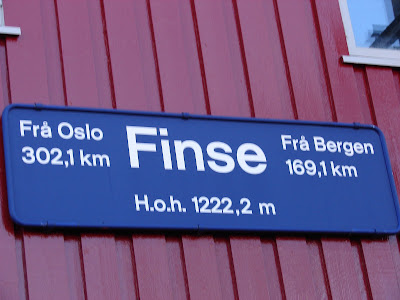 Frå Oslo
302,1 km
Finse
Frå Bergen
169,1 km
H.o.h. 1222,2 m